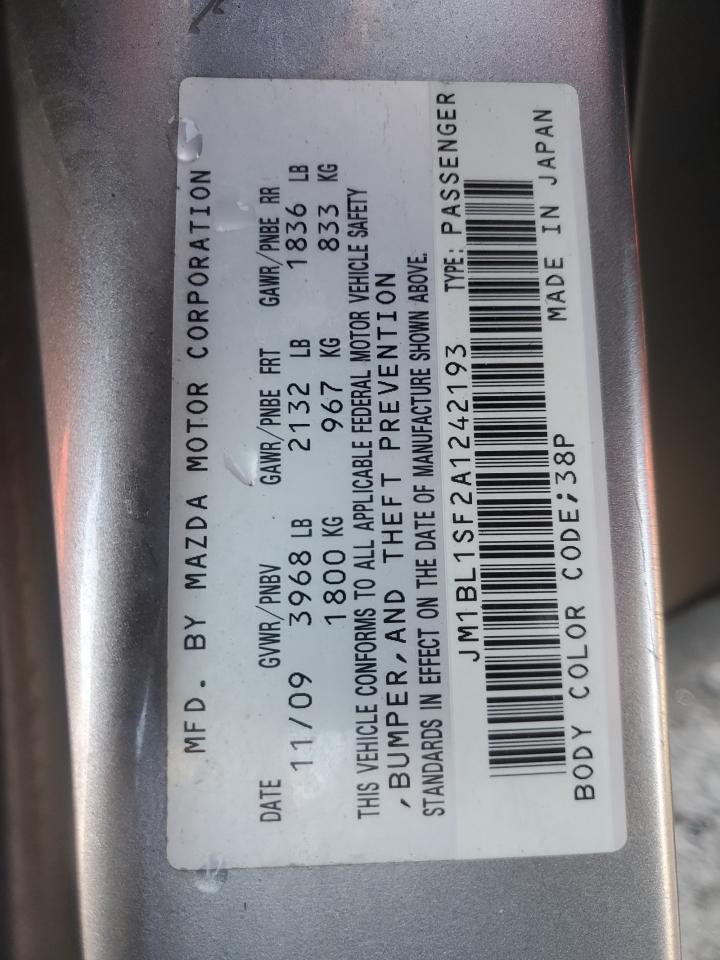 MFD. BY MAZDA MOTOR CORPORATION
DATE GVWR/PNBV GAWR/PNBE FRT GAWR/PNBE RR
11/09 3968 LB 2132 LB 1836 LB
1800 KG 967 KG 833 KG
THIS VEHICLE CONFORMS TO ALL APPLICABLE FEDERAL MOTOR VEHICLE SAFETY
,BUMPER,AND THEFT PREVENTION
STANDARDS IN EFFECT ON THE DATE OF MANUFACTURE SHOWN ABOVE.
JM1BL1SF2A1242193 TYPE: PASSENGER
BODY COLOR CODE;38P MADE IN JAPAN